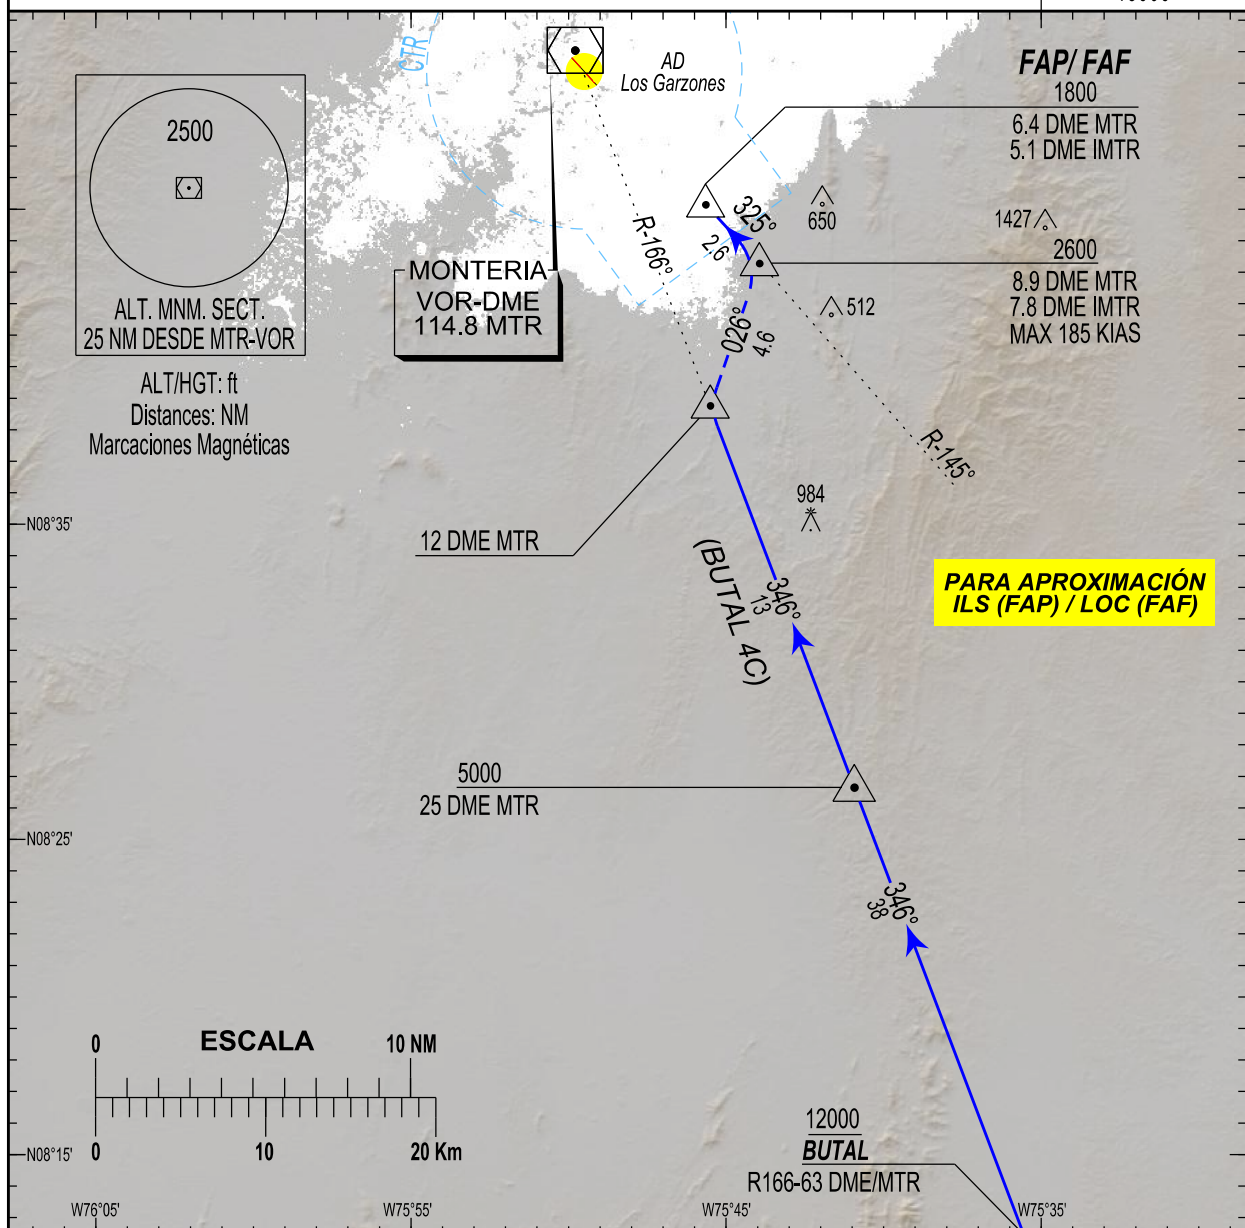 CTR
AD
Los Garzones
FAP/ FAF
1800
6.4 DME MTR
5.1 DME IMTR
2500
ALT. MNM. SECT.
25 NM DESDE MTR-VOR
ALT/HGT: ft
Distances: NM
Marcaciones Magnéticas
MONTERIA
VOR-DME
114.8 MTR
R-166°
325°
2.6
650
1427
2600
8.9 DME MTR
7.8 DME IMTR
MAX 185 KIAS
512
026°
4.6
R-145°
984
12 DME MTR
N08°35'
(BUTAL 4C)
346°
13
PARA APROXIMACIÓN
ILS (FAP) / LOC (FAF)
5000
25 DME MTR
N08°25'
346°
38
ESCALA
0
10 NM
0
10
20 Km
12000
BUTAL
R166-63 DME/MTR
N08°15'
W76°05'
W75°55'
W75°45'
W75°35'